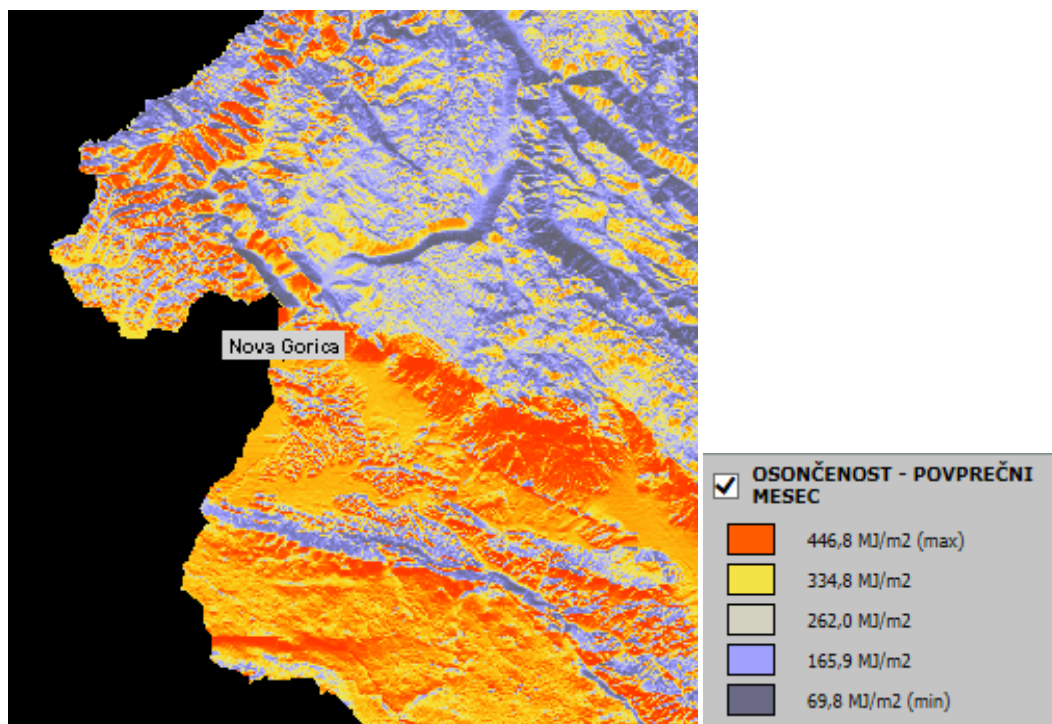 Nova Gorica
OSONČENOST - POVPREČNI
MESEC
446,8 MJ/m2 (max)
334,8 MJ/m2
262,0 MJ/m2
165,9 MJ/m2
69,8 MJ/m2 (min)